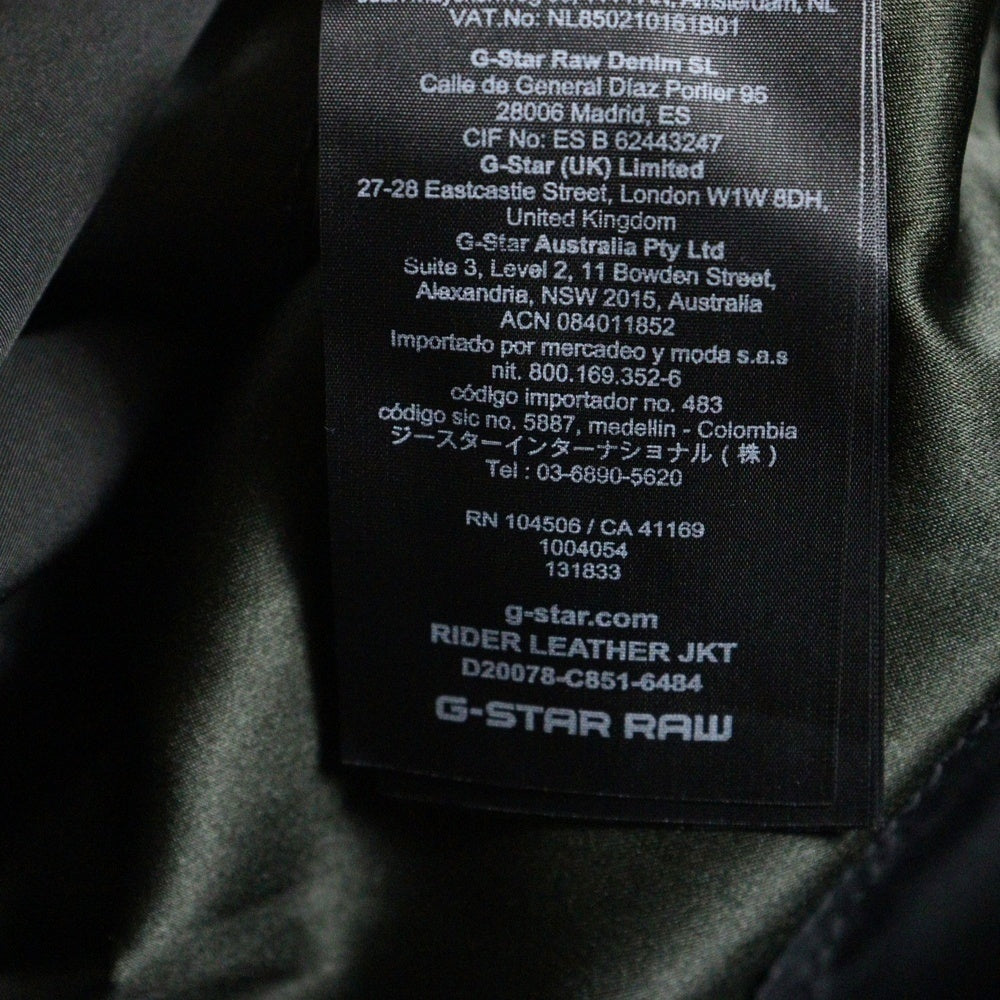 Amsterdam, NL
VAT.No: NL850210161B01
G-Star Raw Denim SL
Calle de General Díaz Porlier 95
28006 Madrid, ES
CIF No: ES B 62443247
G-Star (UK) Limited
27-28 Eastcastle Street, London W1W 8DH,
United Kingdom
G-Star Australia Pty Ltd
Suite 3, Level 2, 11 Bowden Street,
Alexandria, NSW 2015, Australia
ACN 084011852
Importado por mercadeo y moda s.a.s
nit. 800.169.352-6
código importador no. 483
código sic no. 5887, medellin - Colombia
ジースターインターナショナル ( 株 )
Tel : 03-6890-5620
RN 104506 / CA 41169
1004054
131833
g-star.com
RIDER LEATHER JKT
D20078-C851-6484
G-STAR RAW